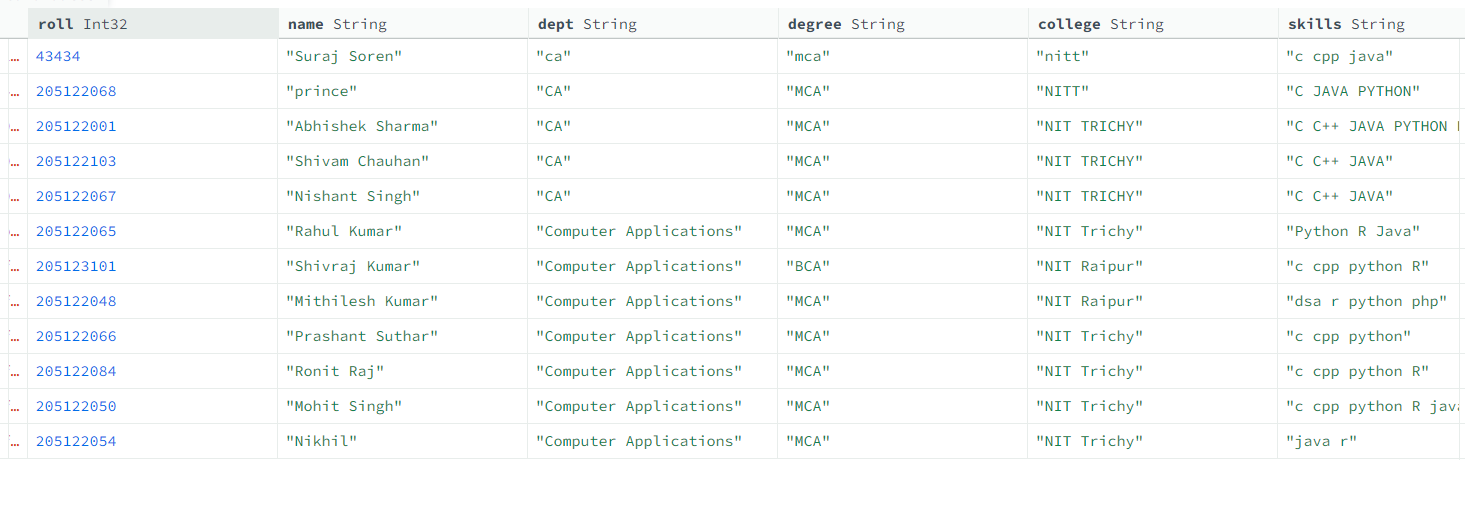 roll Int32 name String dept String degree String college String skills String
… 43434 "Suraj Soren" "ca" "mca" "nitt" "c cpp java"
… 205122068 "prince" "CA" "MCA" "NITT" "C JAVA PYTHON"
… 205122001 "Abhishek Sharma" "CA" "MCA" "NIT TRICHY" "C C++ JAVA PYTHON
… 205122103 "Shivam Chauhan" "CA" "MCA" "NIT TRICHY" "C C++ JAVA"
… 205122067 "Nishant Singh" "CA" "MCA" "NIT TRICHY" "C C++ JAVA"
… 205122065 "Rahul Kumar" "Computer Applications" "MCA" "NIT Trichy" "Python R Java"
… 205123101 "Shivraj Kumar" "Computer Applications" "BCA" "NIT Raipur" "c cpp python R"
… 205122048 "Mithilesh Kumar" "Computer Applications" "MCA" "NIT Raipur" "dsa r python php"
… 205122066 "Prashant Suthar" "Computer Applications" "MCA" "NIT Trichy" "c cpp python"
… 205122084 "Ronit Raj" "Computer Applications" "MCA" "NIT Trichy" "c cpp python R"
… 205122050 "Mohit Singh" "Computer Applications" "MCA" "NIT Trichy" "c cpp python R java
… 205122054 "Nikhil" "Computer Applications" "MCA" "NIT Trichy" "java r"